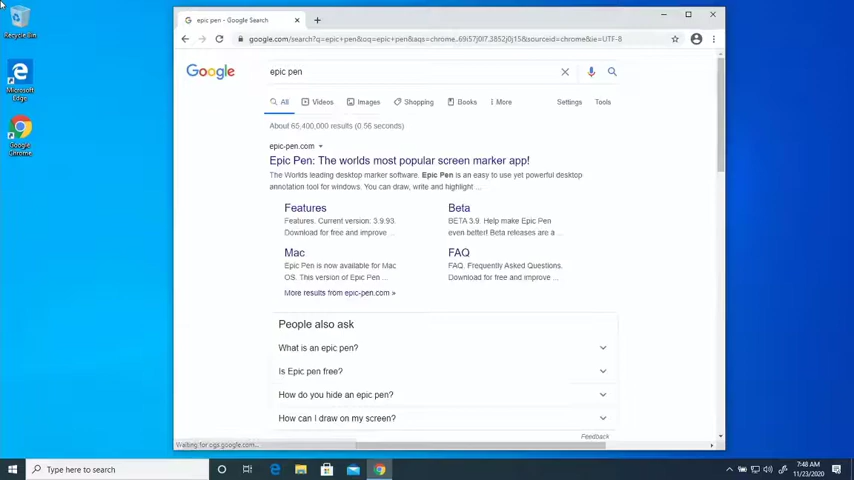 Recycle Bin
Microsoft
Edge
Google
Chrome
epic pen - Google Search
google.com/search?q=epic+pen&oq=epic+pen&aqs=chrome..69i57j0l7.3852j0j15&sourceid=chrome&ie=UTF-8
Google
epic pen
All Videos Images Shopping Books More Settings Tools
About 65,400,000 results (0.56 seconds)
epic-pen.com
Epic Pen: The worlds most popular screen marker app!
The Worlds leading desktop marker software. Epic Pen is an easy to use yet powerful desktop
annotation tool for windows. You can draw, write and highlight ...
Features
Features. Current version: 3.9.93.
Download for free and improve ...
Beta
BETA 3.9. Help make Epic Pen
even better! Beta releases are a ...
Mac
Epic Pen is now available for Mac
OS. This version of Epic Pen ...
FAQ
FAQ. Frequently Asked Questions.
Download for free and improve ...
More results from epic-pen.com »
People also ask
What is an epic pen?
Is Epic pen free?
How do you hide an epic pen?
How can I draw on my screen?
Feedback
Waiting for ogs.google.com...
Type here to search
7:48 AM
11/23/2020